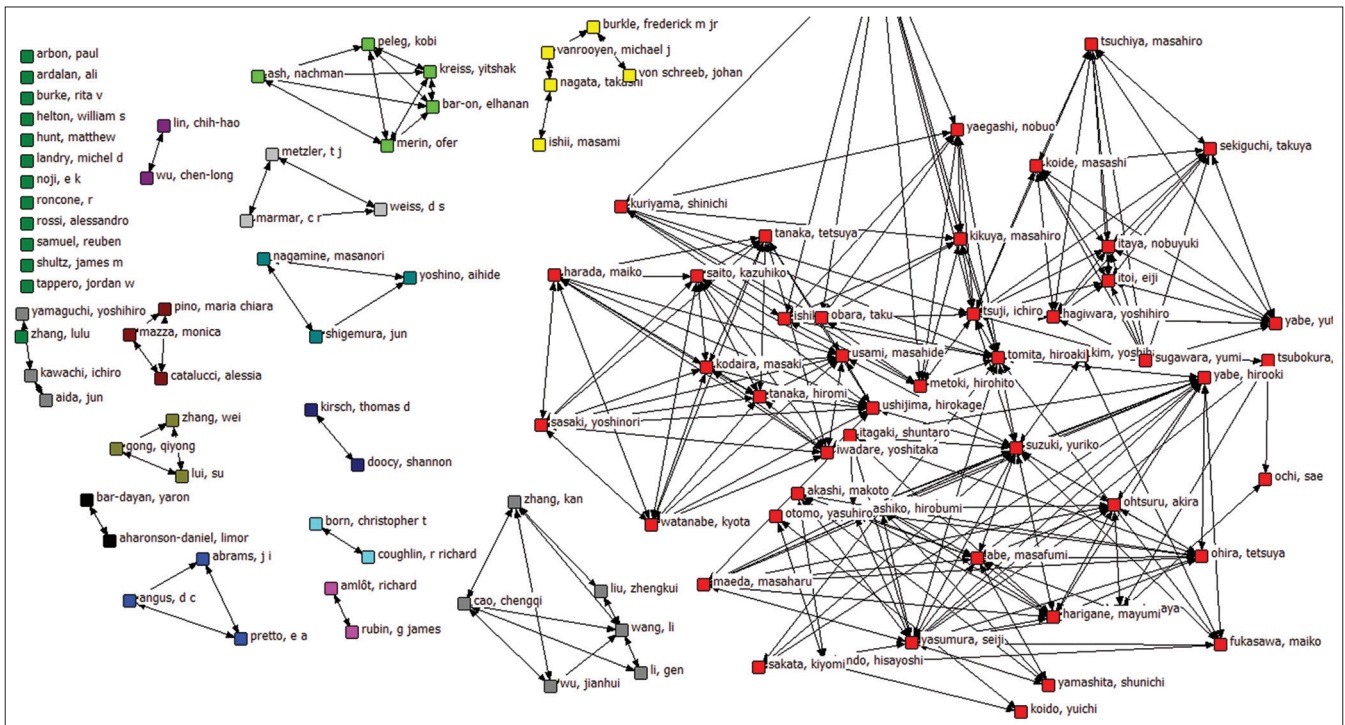 arbon, paul
ardalan, ali
burke, rita v
helton, william s
hunt, matthew
landry, michel d
noji, e k
roncone, r
rossi, alessandro
samuel, reuben
shultz, james m
tappero, jordan w
yamaguchi, yoshihiro
zhang, lulu
kawachi, ichiro
aida, jun
pino, maria chiara
mazza, monica
catalucci, alessia
lin, chih-hao
wu, chen-long
peleg, kobi
ash, nachman
kreiss, yitshak
bar-on, elhanan
merin, ofer
metzler, t j
marmar, c r
weiss, d s
nagamine, masanori
yoshino, aihide
shigemura, jun
zhang, wei
gong, qiyong
lui, su
kirsch, thomas d
doocy, shannon
bar-dayan, yaron
aharonson-daniel, limor
abrams, j i
angus, d c
pretto, e a
born, christopher t
coughlin, r richard
amlôt, richard
rubin, g james
zhang, kan
liu, zhengkui
cao, chengqi
wang, li
li, gen
wu, jianhui
burkle, frederick m jr
vanrooyen, michael j
von schreeb, johan
nagata, takashi
ishii, masami
tsuchiya, masahiro
yaegashi, nobuo
sekiguchi, takuya
koide, masashi
kuriyama, shinichi
tanaka, tetsuya
kikuya, masahiro
itaya, nobuyuki
harada, maiko
saito, kazuhiko
itoi, eiji
ishik
obara, taku
tsuji, ichiro
hagiwara, yoshihiro
yabe, yut
kodaira, masaki
usami, masahide
tomita, hiroaki
kim, yoshih
sugawara, yumi
tsubokura,
yabe, hirooki
metoki, hirohito
tanaka, hiromi
ushijima, hirokage
sasaki, yoshinori
itagaki, shuntaro
iwadare, yoshitaka
suzuki, yuriko
ochi, sae
akashi, makoto
otomo, yasuhiro
ashiko, hirobumi
ohtsuru, akira
watanabe, kyota
abe, masafumi
ohira, tetsuya
maeda, masaharu
harigane, mayumi
aya
yasumura, seiji
fukasawa, maiko
sakata, kiyomi
ndo, hisayoshi
yamashita, shunichi
koido, yuichi